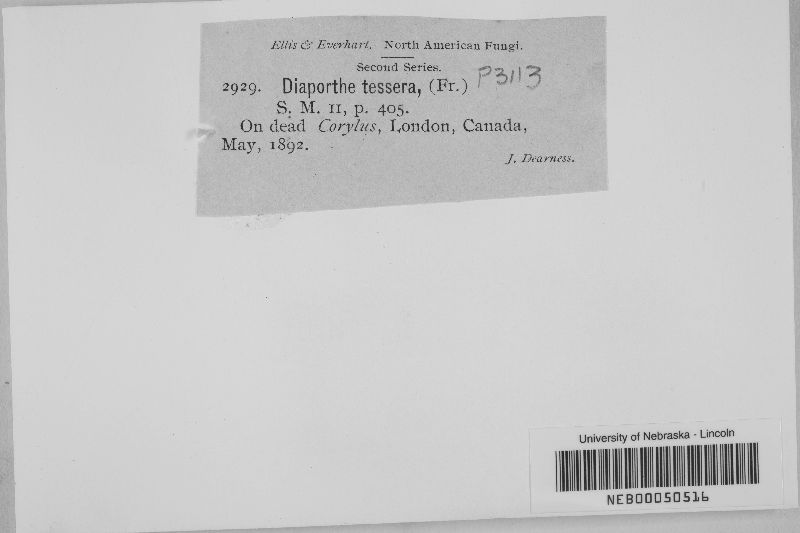 Ellis & Everhart. North American Fungi.
Second Series.
2929. Diaporthe tessera, (Fr.) P3113
S. M. II, p. 405.
On dead Corylus, London, Canada,
May, 1892.
J. Dearness.
University of Nebraska - Lincoln
NEB00050516